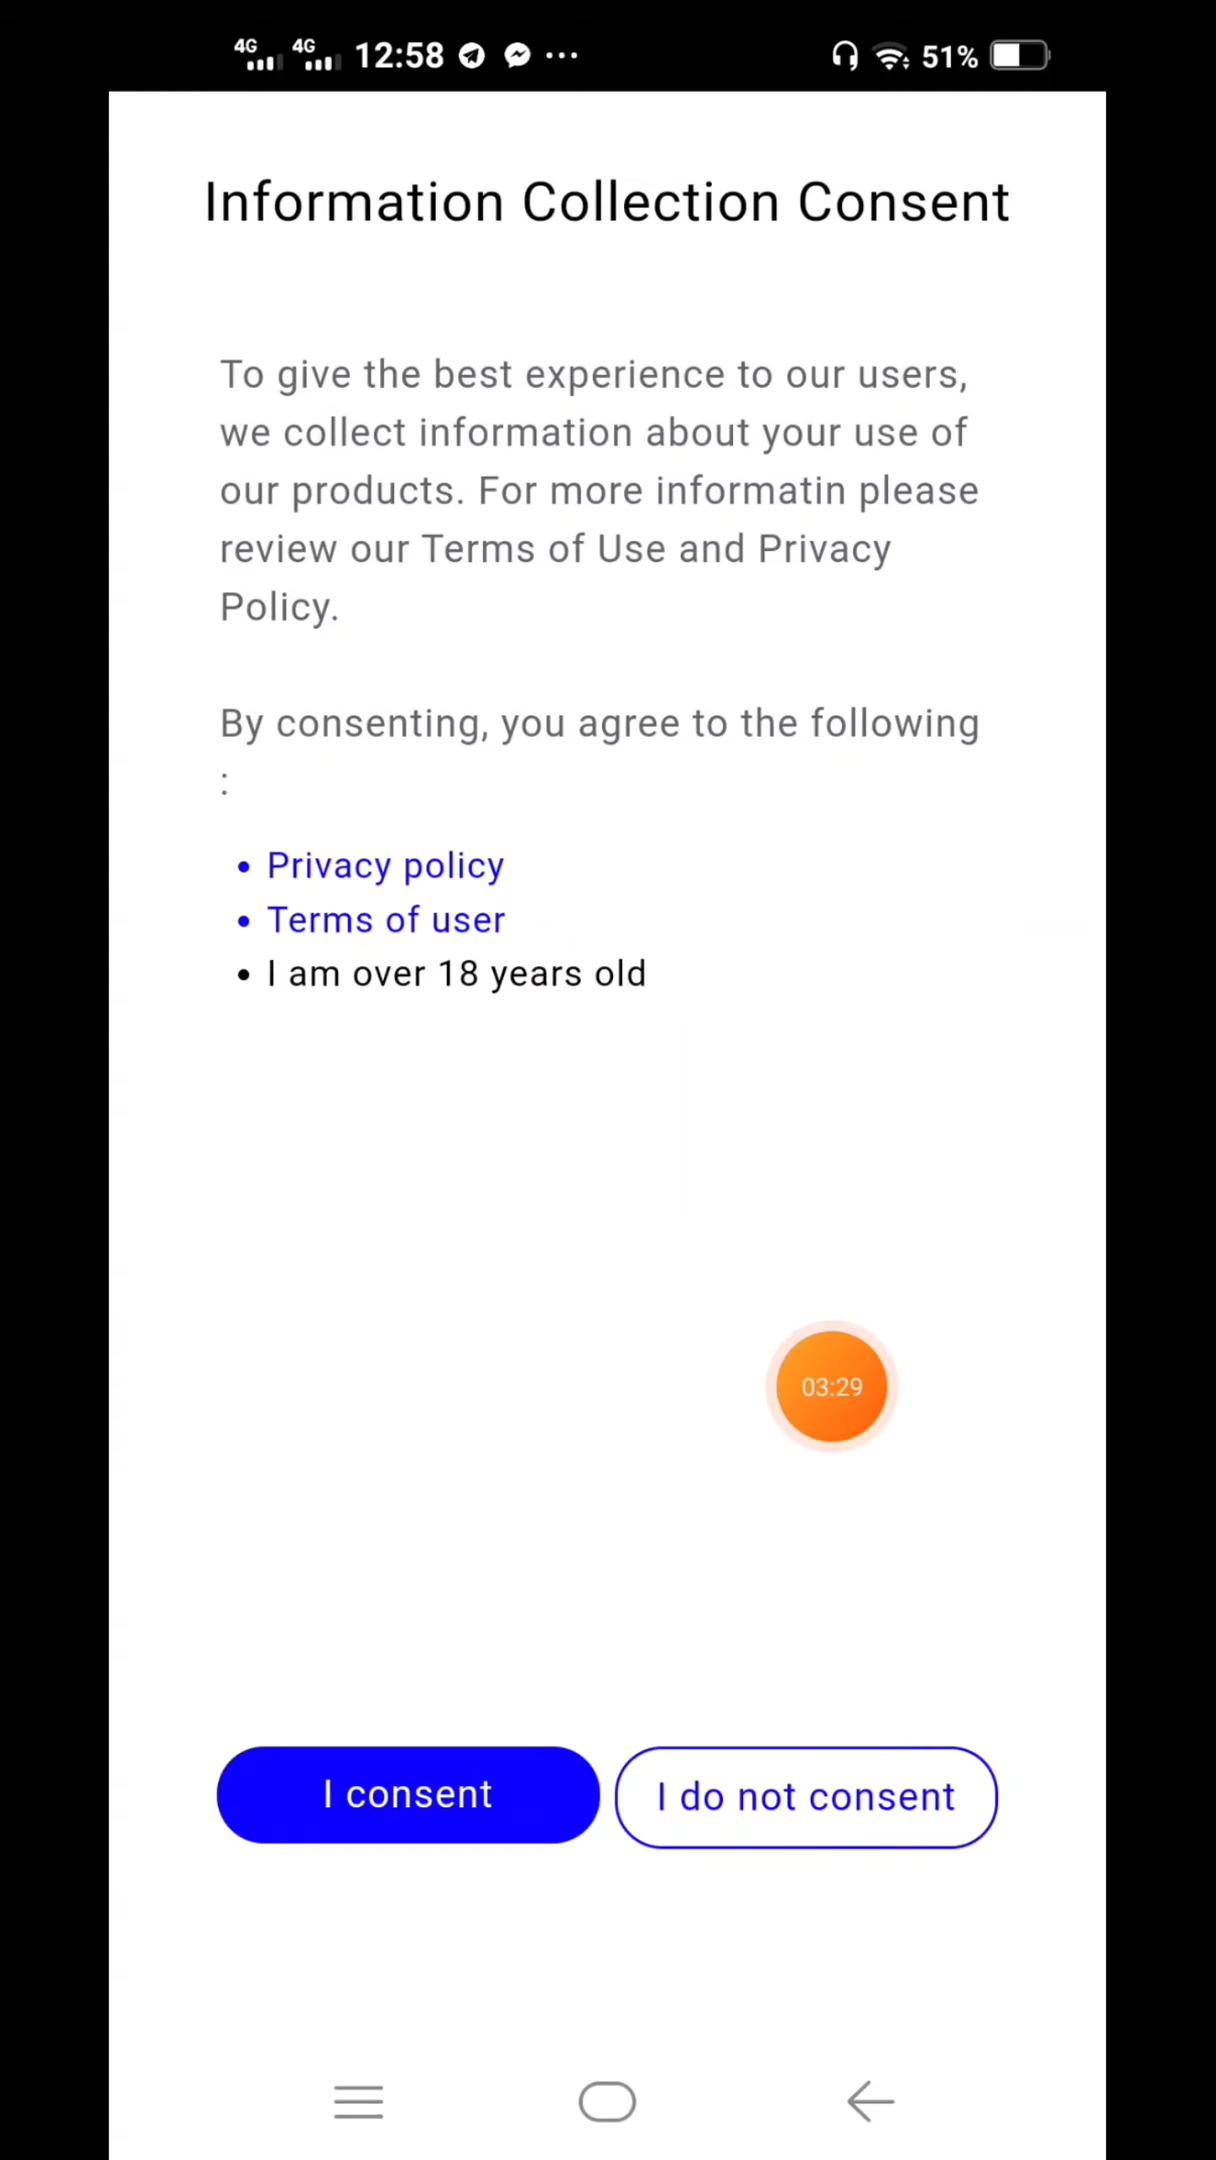 4G 4G 12:58 51%
Information Collection Consent
To give the best experience to our users,
we collect information about your use of
our products. For more informatin please
review our Terms of Use and Privacy
Policy.
By consenting, you agree to the following
:
• Privacy policy
• Terms of user
• I am over 18 years old
03:29
I consent
I do not consent